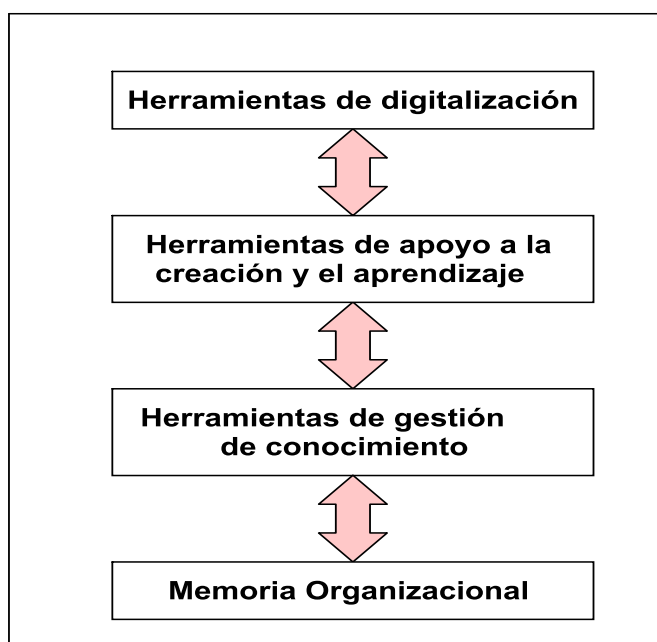 Herramientas de digitalización
Herramientas de apoyo a la
creación y el aprendizaje
Herramientas de gestión
de conocimiento
Memoria Organizacional